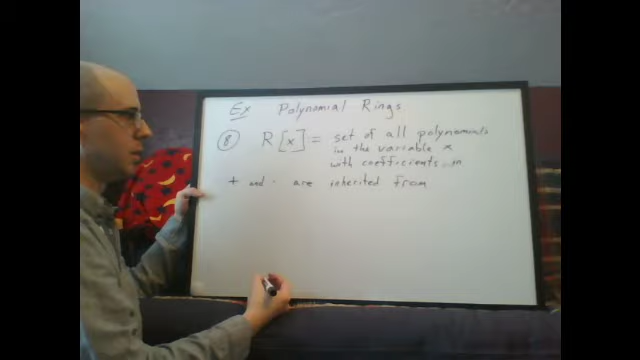 Ex Polynomial Rings
⑧ R[x] = set of all polynomials
in the variable x
with coefficients in
+ and · are inherited from